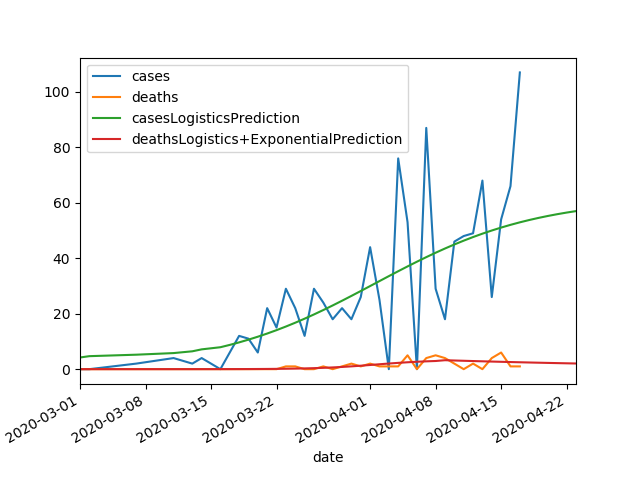 cases
deaths
casesLogisticsPrediction
deathsLogistics+ExponentialPrediction
100
80
60
40
20
0
2020-03-01 2020-03-08 2020-03-15 2020-03-22 2020-04-01 2020-04-08 2020-04-15 2020-04-22
date